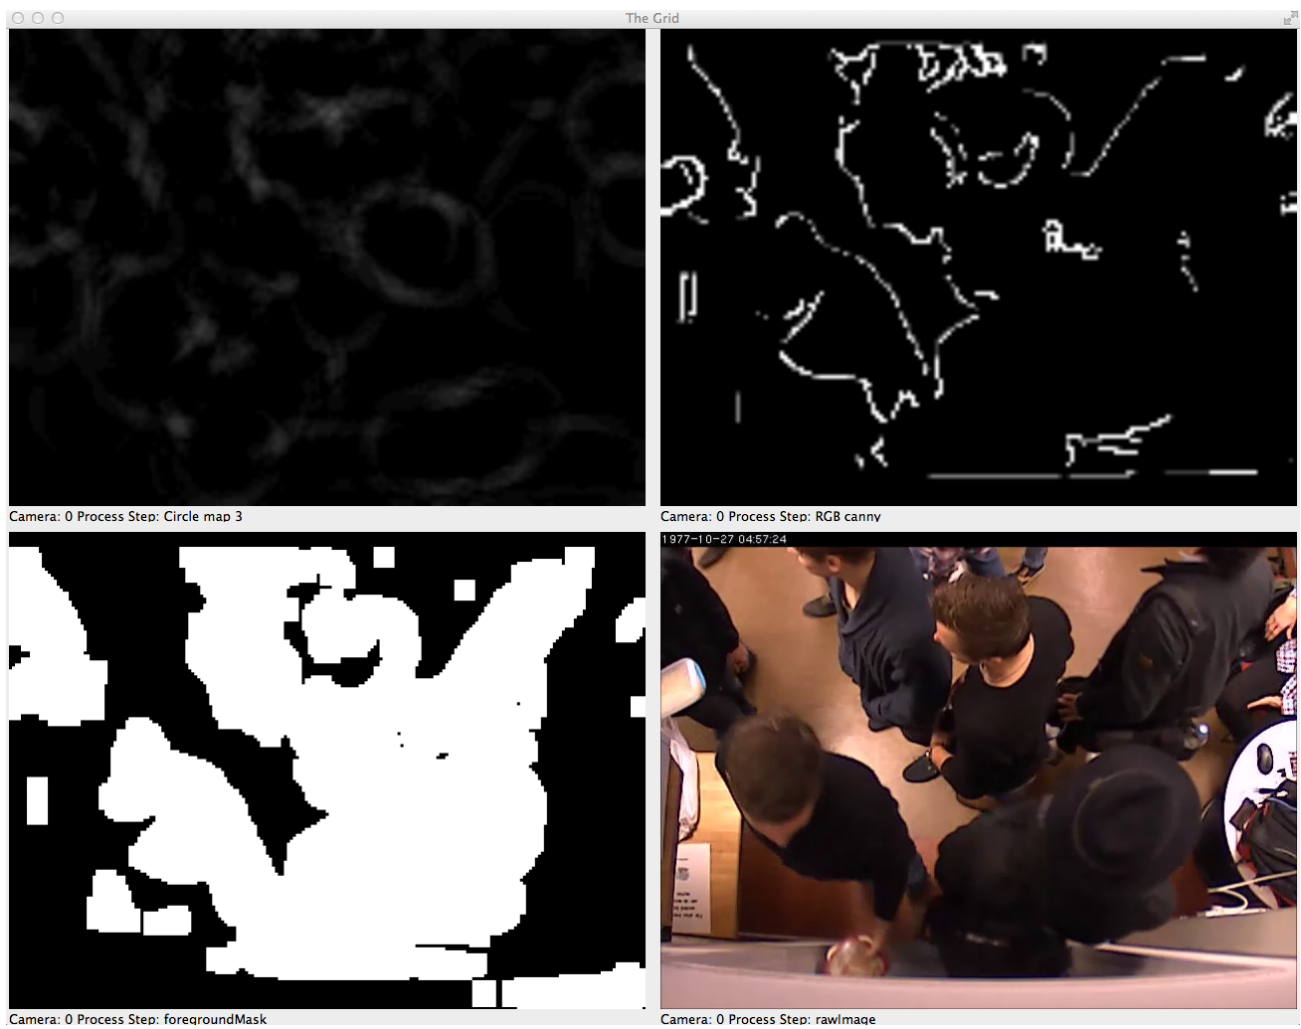 The Grid
Camera: 0 Process Step: Circle map 3
Camera: 0 Process Step: RGB canny
1977-10-27 04:57:24
Camera: 0 Process Step: foregroundMask
Camera: 0 Process Step: rawImage